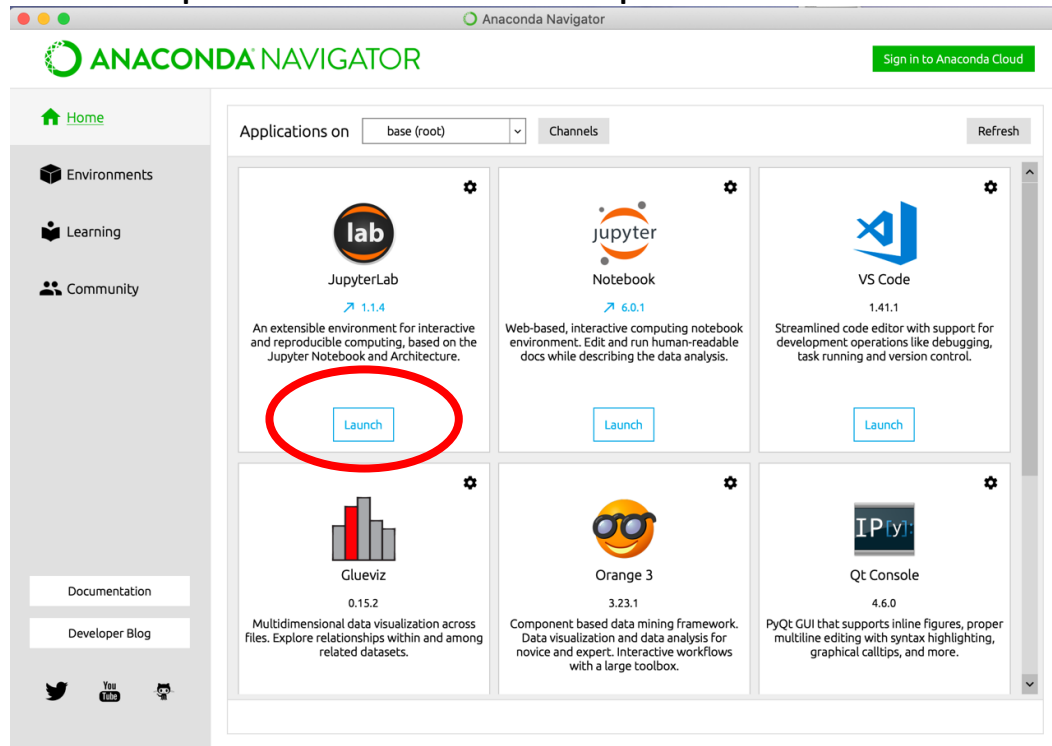 Anaconda Navigator
ANACONDA NAVIGATOR
Sign in to Anaconda Cloud
Home
Environments
Learning
Community
Documentation
Developer Blog
You
Tube
Applications on
base (root)
Channels
Refresh
lab
JupyterLab
1.1.4
An extensible environment for interactive
and reproducible computing, based on the
Jupyter Notebook and Architecture.
Launch
jupyter
Notebook
6.0.1
Web-based, interactive computing notebook
environment. Edit and run human-readable
docs while describing the data analysis.
Launch
VS Code
1.41.1
Streamlined code editor with support for
development operations like debugging,
task running and version control.
Launch
Glueviz
0.15.2
Multidimensional data visualization across
files. Explore relationships within and among
related datasets.
Orange 3
3.23.1
Component based data mining framework.
Data visualization and data analysis for
novice and expert. Interactive workflows
with a large toolbox.
IP[y]:
Qt Console
4.6.0
PyQt GUI that supports inline figures, proper
multiline editing with syntax highlighting,
graphical calltips, and more.